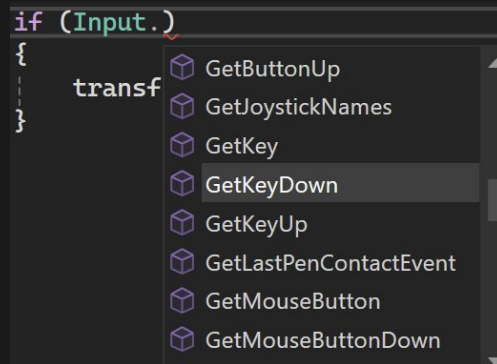 if (Input.)
{
GetButtonUp
transf
GetJoystickNames
}
GetKey
GetKeyDown
GetKeyUp
GetLastPenContactEvent
GetMouseButton
GetMouseButtonDown